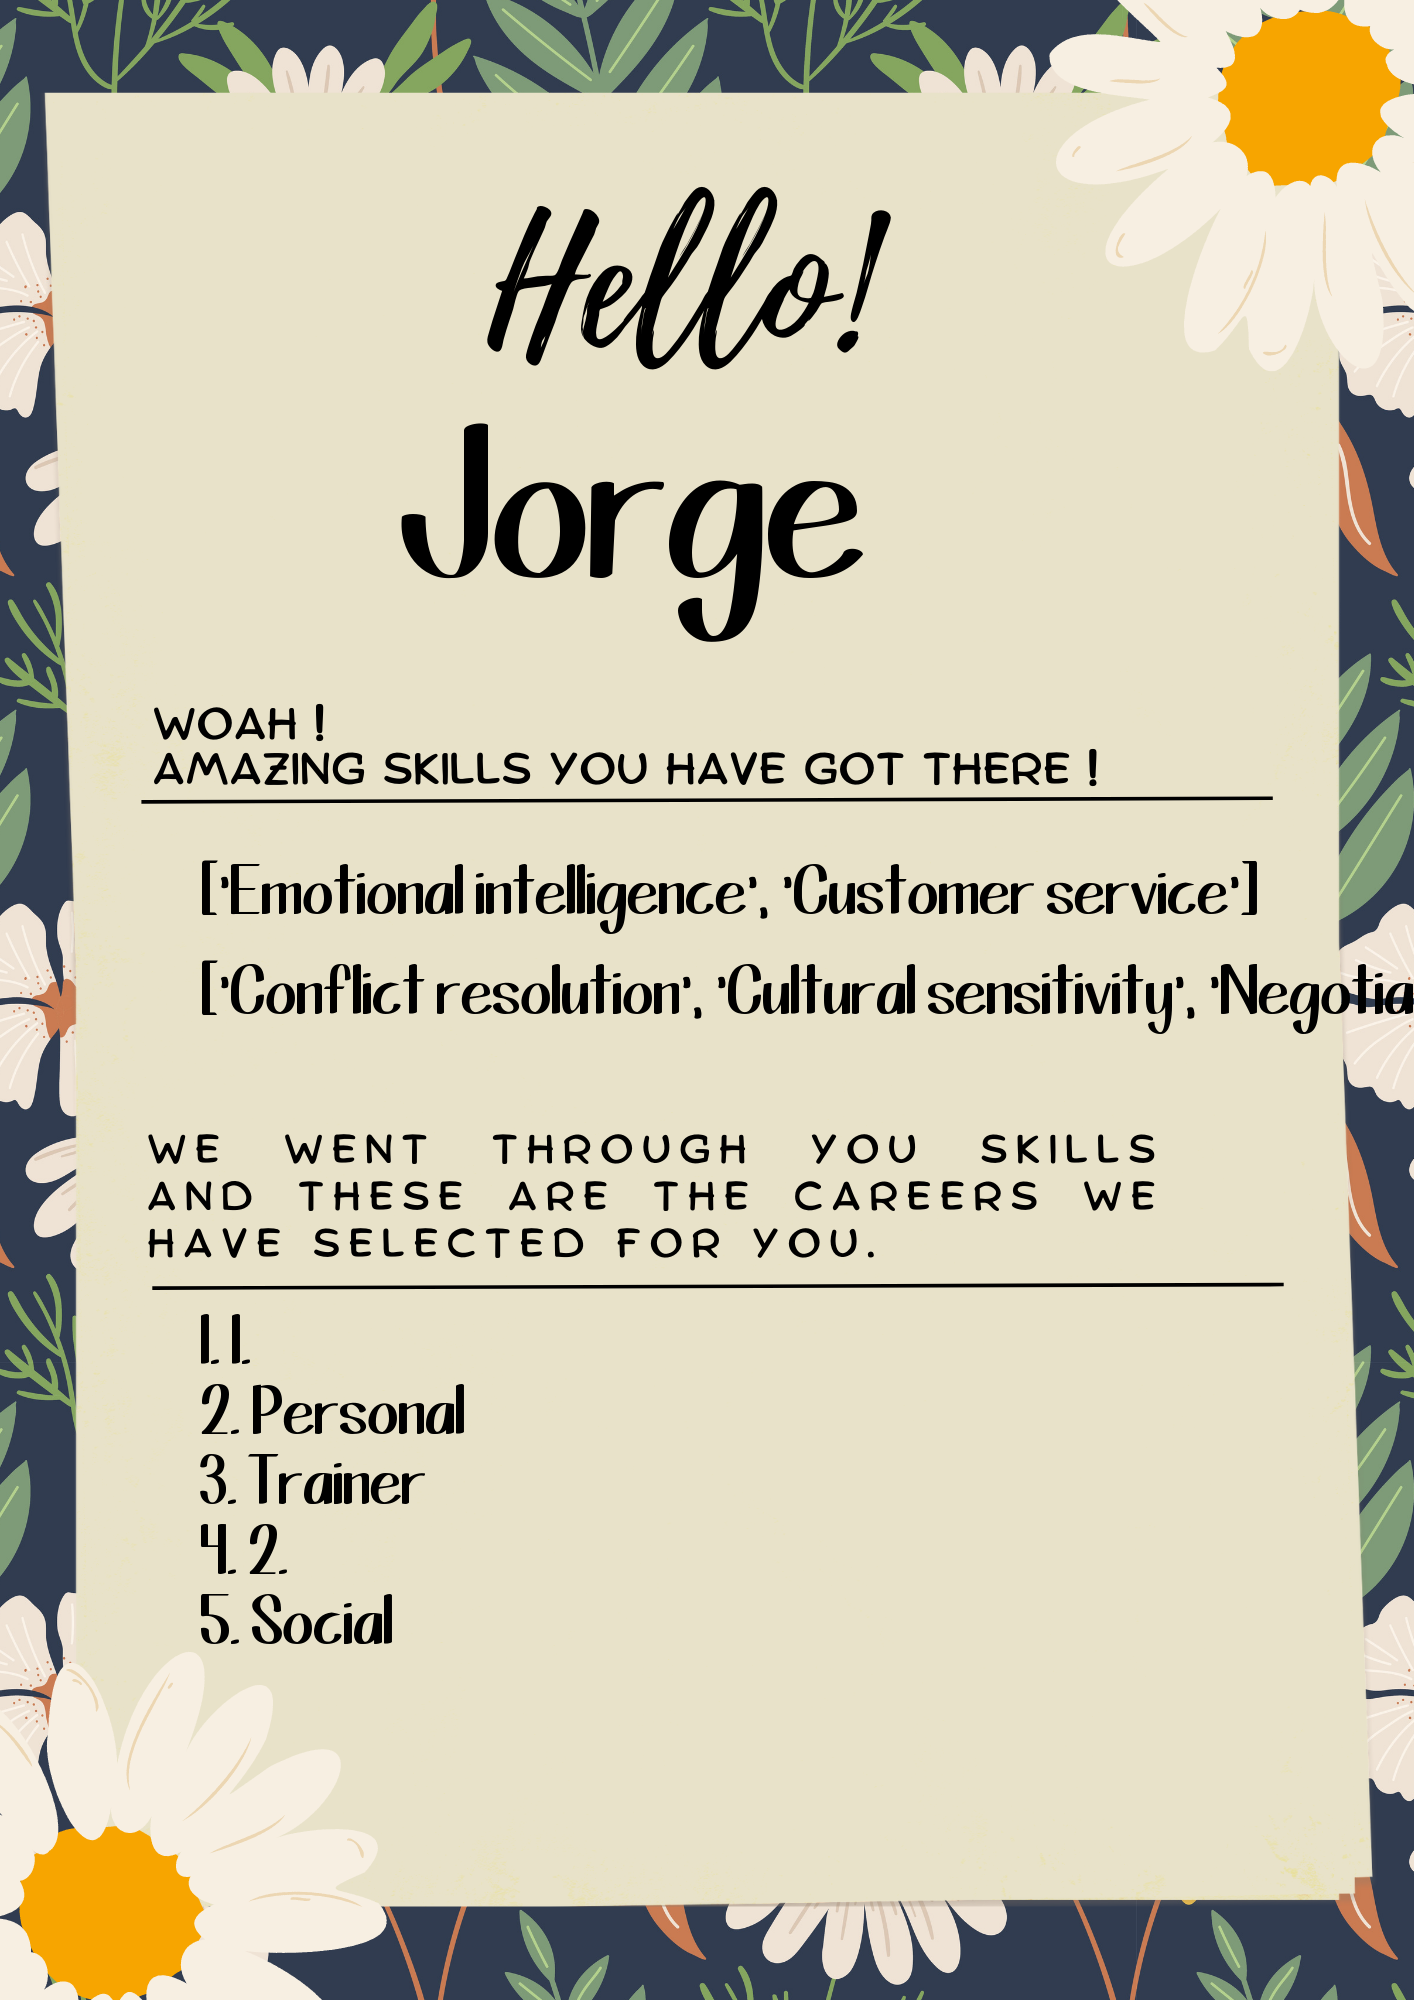 Hello!
Jorge
WOAH !
AMAZING SKILLS YOU HAVE GOT THERE !
['Emotional intelligence', 'Customer service']
['Conflict resolution', 'Cultural sensitivity', 'Negotia
WE WENT THROUGH YOU SKILLS
AND THESE ARE THE CAREERS WE
HAVE SELECTED FOR YOU.
1. 1.
2. Personal
3. Trainer
4. 2.
5. Social